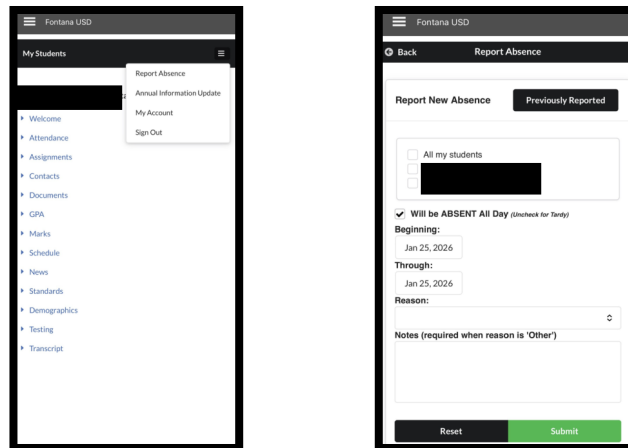 Fontana USD
My Students
Report Absence
Annual Information Update
My Account
Sign Out
Welcome
Attendance
Assignments
Contacts
Documents
GPA
Marks
Schedule
News
Standards
Demographics
Testing
Transcript
Fontana USD
Back Report Absence
Report New Absence Previously Reported
All my students
Will be ABSENT All Day (Uncheck for Tardy)
Beginning:
Jan 25, 2026
Through:
Jan 25, 2026
Reason:
Notes (required when reason is 'Other')
Reset Submit